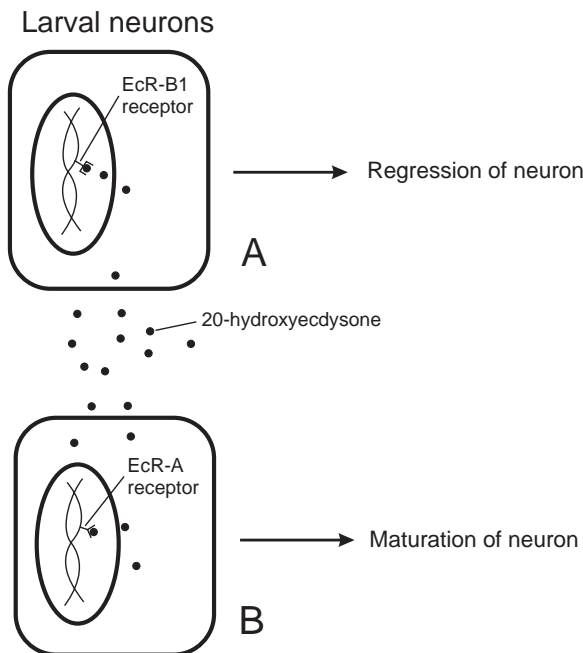 Larval neurons
EcR-B1
receptor
Regression of neuron
A
20-hydroxyecdysone
EcR-A
receptor
Maturation of neuron
B